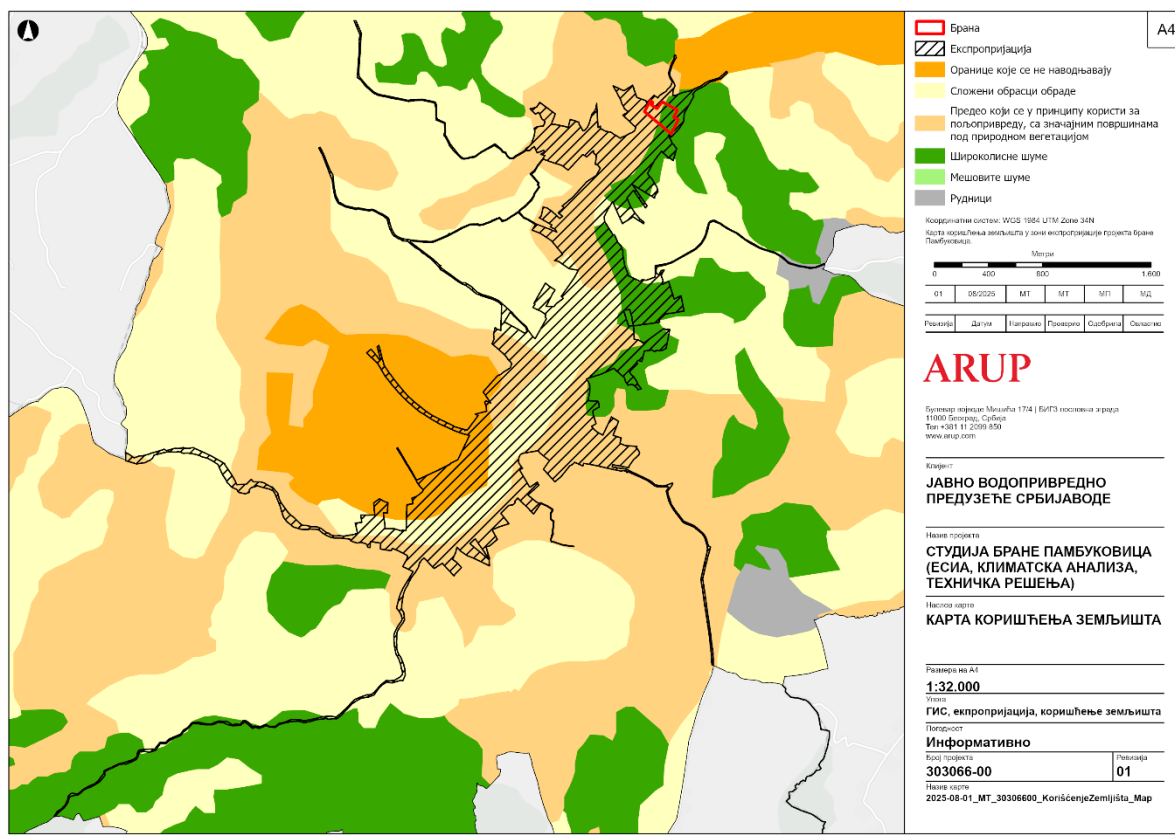 A4
Брана
Експропријација
Оранице које се не наводњавају
Сложени обрасци обраде
Предео који се у принципу користи за
пољопривреду, са значајним површинама
под природном вегетацијом
Широколисне шуме
Мешовите шуме
Рудници
Координатни систем: WGS 1984 UTM Zone 34N
Карта коришћења земљишта у зони експропријације пројекта бране
Памбуковица.
Метри
0 400 800 1.600
01 08/2025 МТ МТ МП МД
Ревизија Датум Направио Проверио Одобрила Овластио
ARUP
Булевар војводе Мишића 17/4 | БИГЗ пословна зграда
11000 Београд, Србија
Тел +381 11 2099 850
www.arup.com
Клијент
ЈАВНО ВОДОПРИВРЕДНО
ПРЕДУЗЕЋЕ СРБИЈАВОДЕ
Назив пројекта
СТУДИЈА БРАНЕ ПАМБУКОВИЦА
(ЕСИА, КЛИМАТСКА АНАЛИЗА,
ТЕХНИЧКА РЕШЕЊА)
Наслов карте
КАРТА КОРИШЋЕЊА ЗЕМЉИШТА
Размера на А4
1:32.000
Улога
ГИС, екпропријација, коришћење земљишта
Погодност
Информативно
Број пројекта Ревизија
303066-00 01
Назив карте
2025-08-01_MT_30306600_KorišćenjeZemljišta_Map